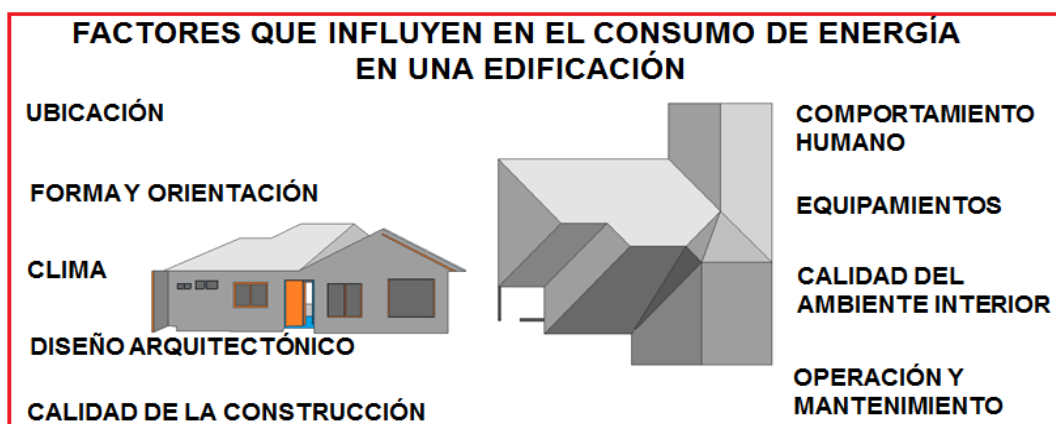 FACTORES QUE INFLUYEN EN EL CONSUMO DE ENERGÍA
EN UNA EDIFICACIÓN
UBICACIÓN
FORMA Y ORIENTACIÓN
CLIMA
DISEÑO ARQUITECTÓNICO
CALIDAD DE LA CONSTRUCCIÓN
COMPORTAMIENTO
HUMANO
EQUIPAMIENTOS
CALIDAD DEL
AMBIENTE INTERIOR
OPERACIÓN Y
MANTENIMIENTO